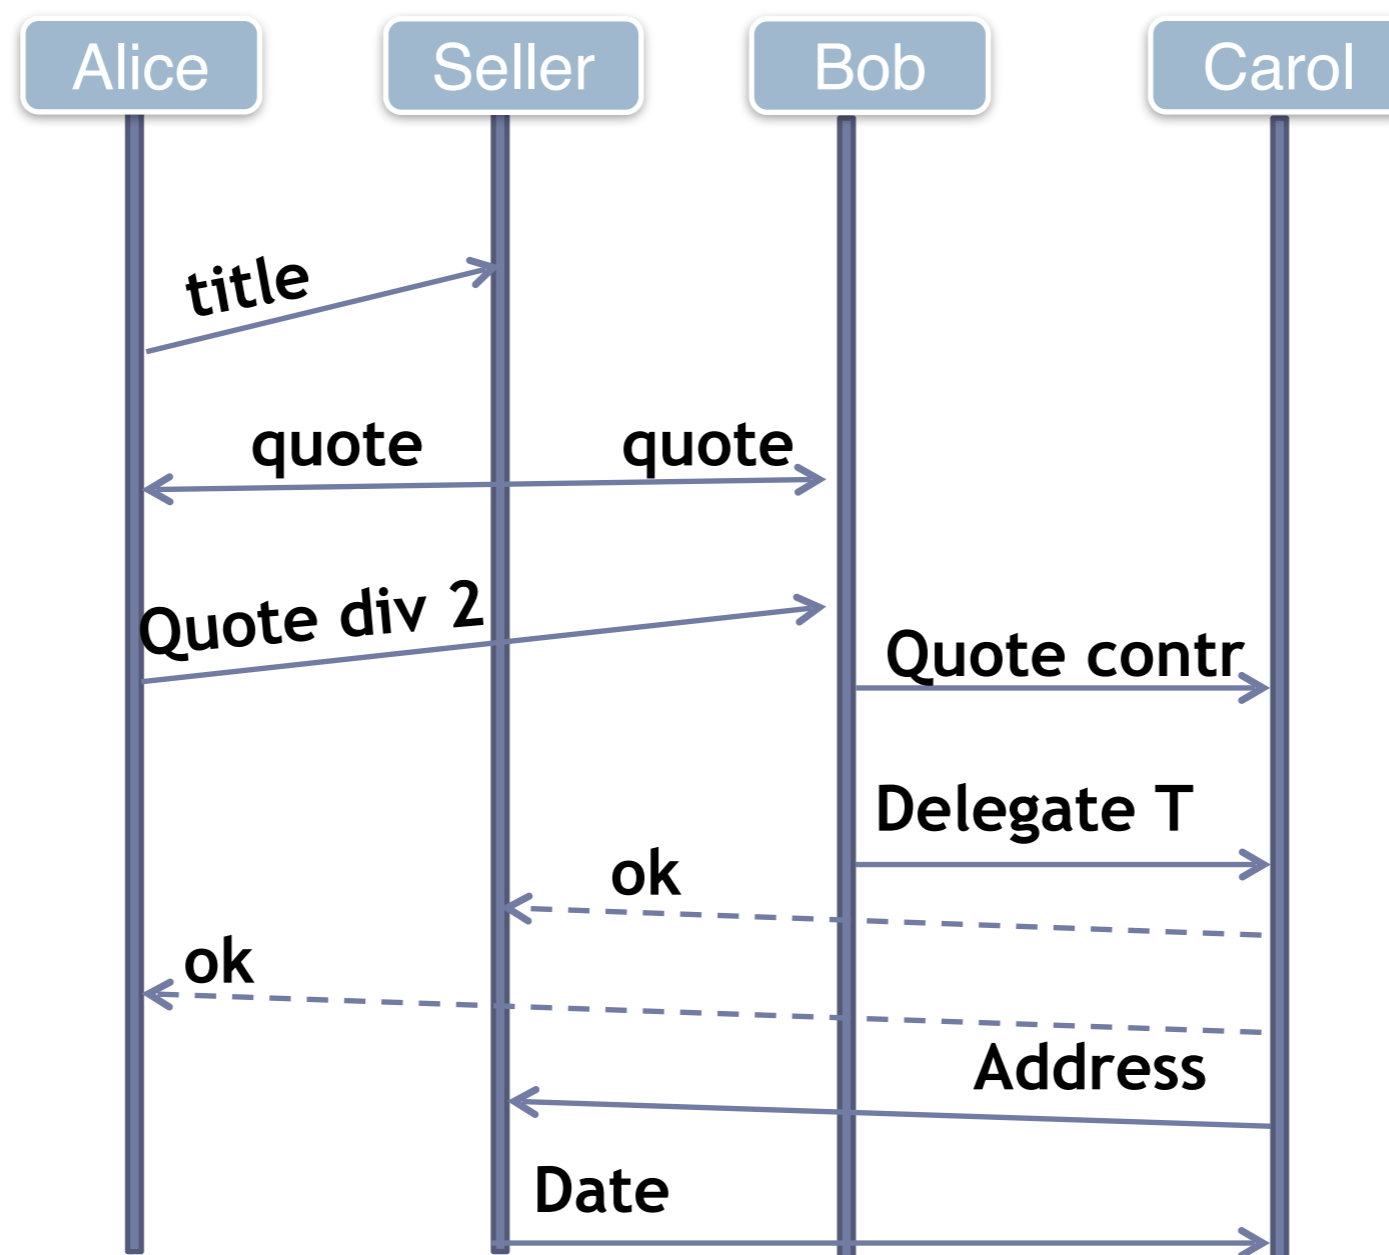 Alice
Seller
Bob
Carol
title
quote
quote
Quote div 2
Quote contr
Delegate T
ok
ok
Address
Date